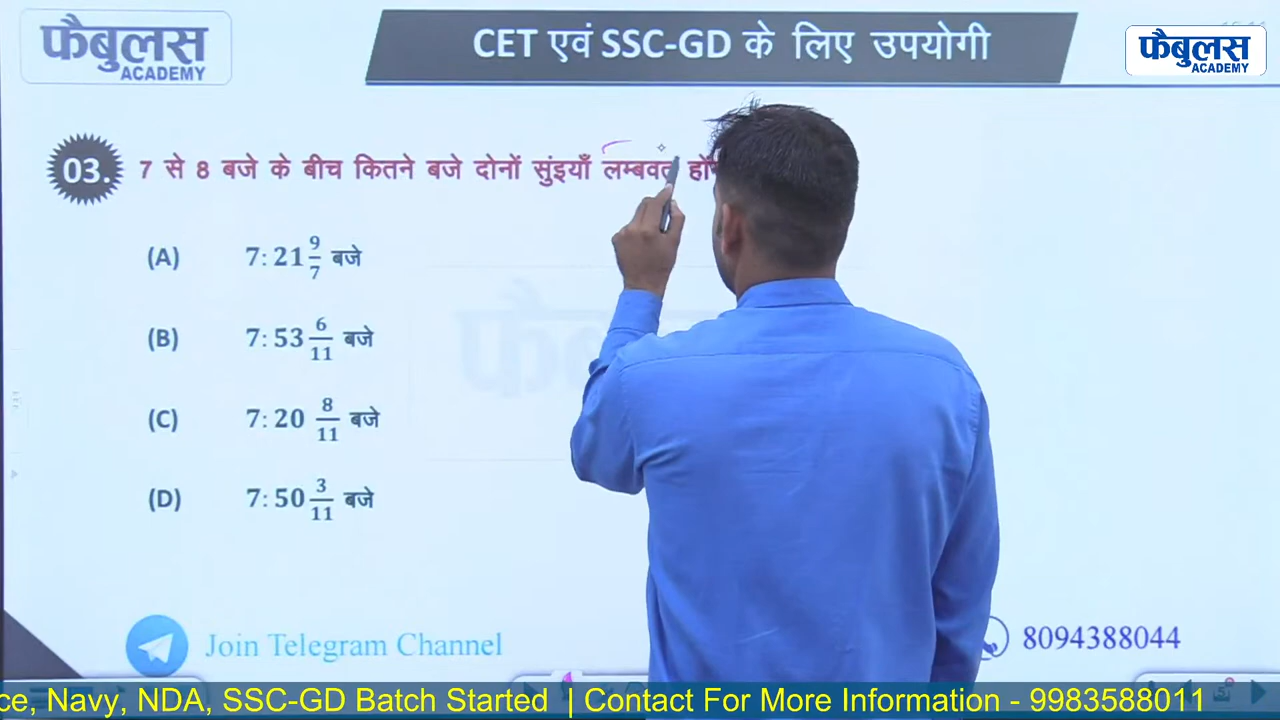 फैबुलस
ACADEMY
CET एवं SSC-GD के लिए उपयोगी
फैबुलस
ACADEMY
03. 7 से 8 बजे के बीच कितने बजे दोनों सुंइयाँ लम्बवत
(A) 7:21 9/7 बजे
(B) 7:53 6/11 बजे
(C) 7:20 8/11 बजे
(D) 7:50 3/11 बजे
Join Telegram Channel
8094388044
Navy, NDA, SSC-GD Batch Started | Contact For More Information - 9983588011